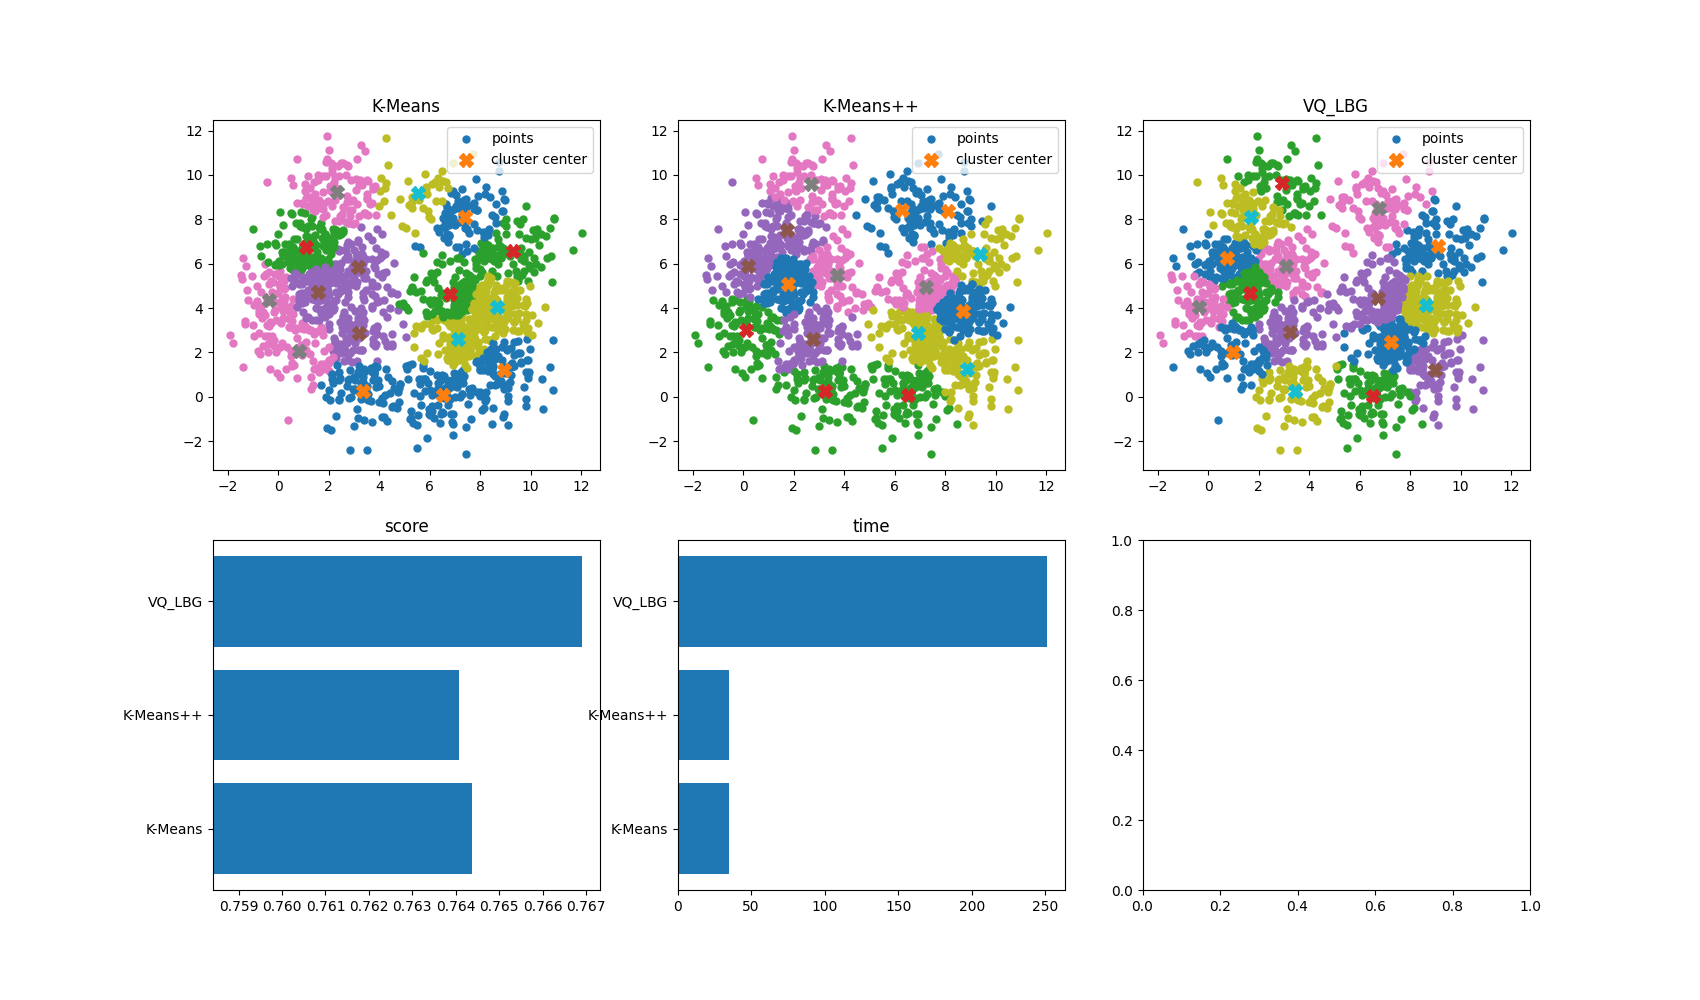 K-Means
K-Means++
VQ_LBG
12
10
8
6
4
2
0
−2
points
cluster center
−2 0 2 4 6 8 10 12
12
10
8
6
4
2
0
−2
points
cluster center
−2 0 2 4 6 8 10 12
12
10
8
6
4
2
0
−2
points
cluster center
−2 0 2 4 6 8 10 12
score
VQ_LBG
K-Means++
K-Means
0.759 0.760 0.761 0.762 0.763 0.764 0.765 0.766 0.767
time
VQ_LBG
K-Means++
K-Means
0 50 100 150 200 250
1.0
0.8
0.6
0.4
0.2
0.0
0.0 0.2 0.4 0.6 0.8 1.0